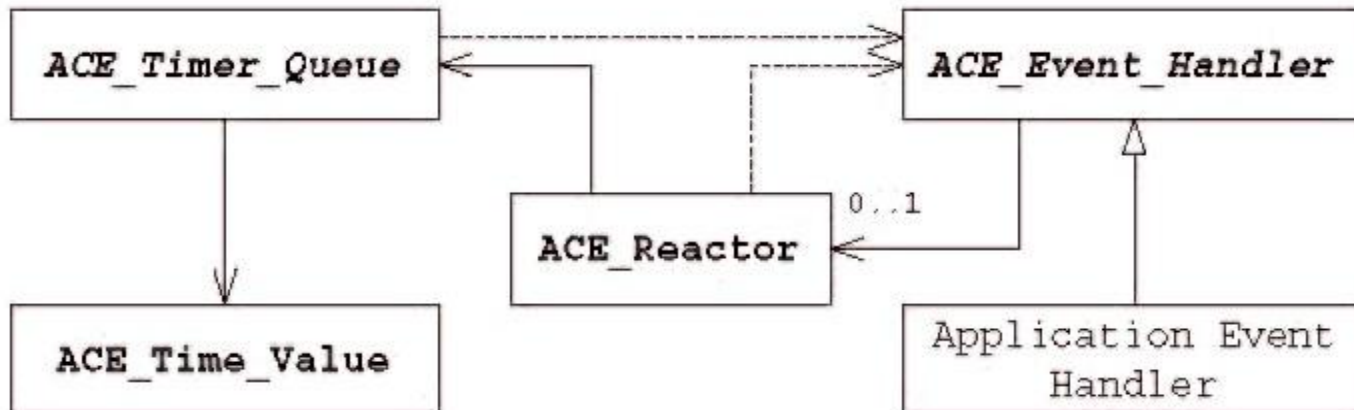 ACE_Timer_Queue
ACE_Event_Handler
0..1
ACE_Reactor
ACE_Time_Value
Application Event
Handler